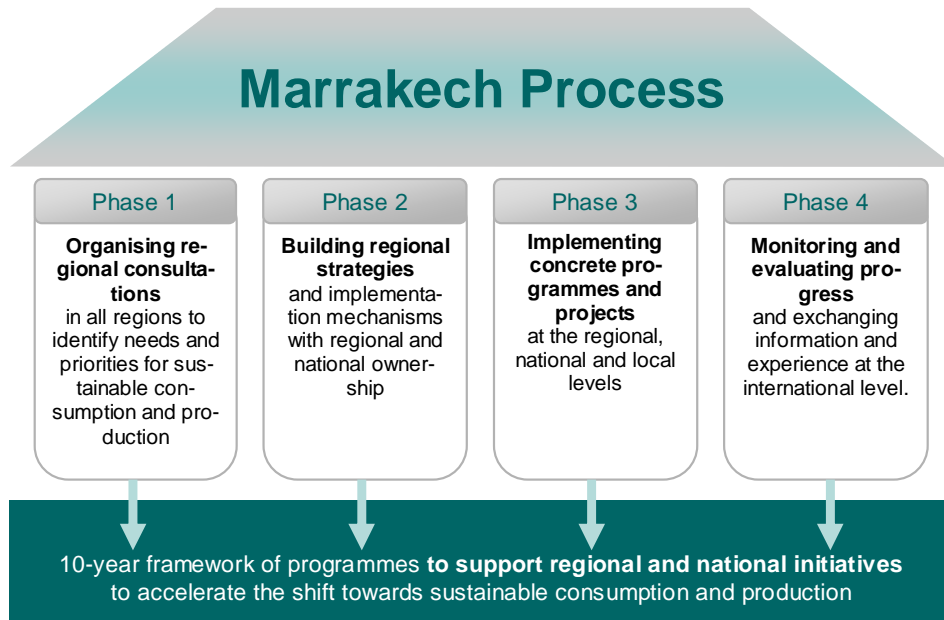 Marrakech Process
Phase 1
Organising re-
gional consulta-
tions
in all regions to
identify needs and
priorities for sus-
tainable con-
sumption and pro-
duction
Phase 2
Building regional
strategies
and implementa-
tion mechanisms
with regional and
national owner-
ship
Phase 3
Implementing
concrete pro-
grammes and
projects
at the regional,
national and local
levels
Phase 4
Monitoring and
evaluating pro-
gress
and exchanging
information and
experience at the
international level.
10-year framework of programmes to support regional and national initiatives
to accelerate the shift towards sustainable consumption and production